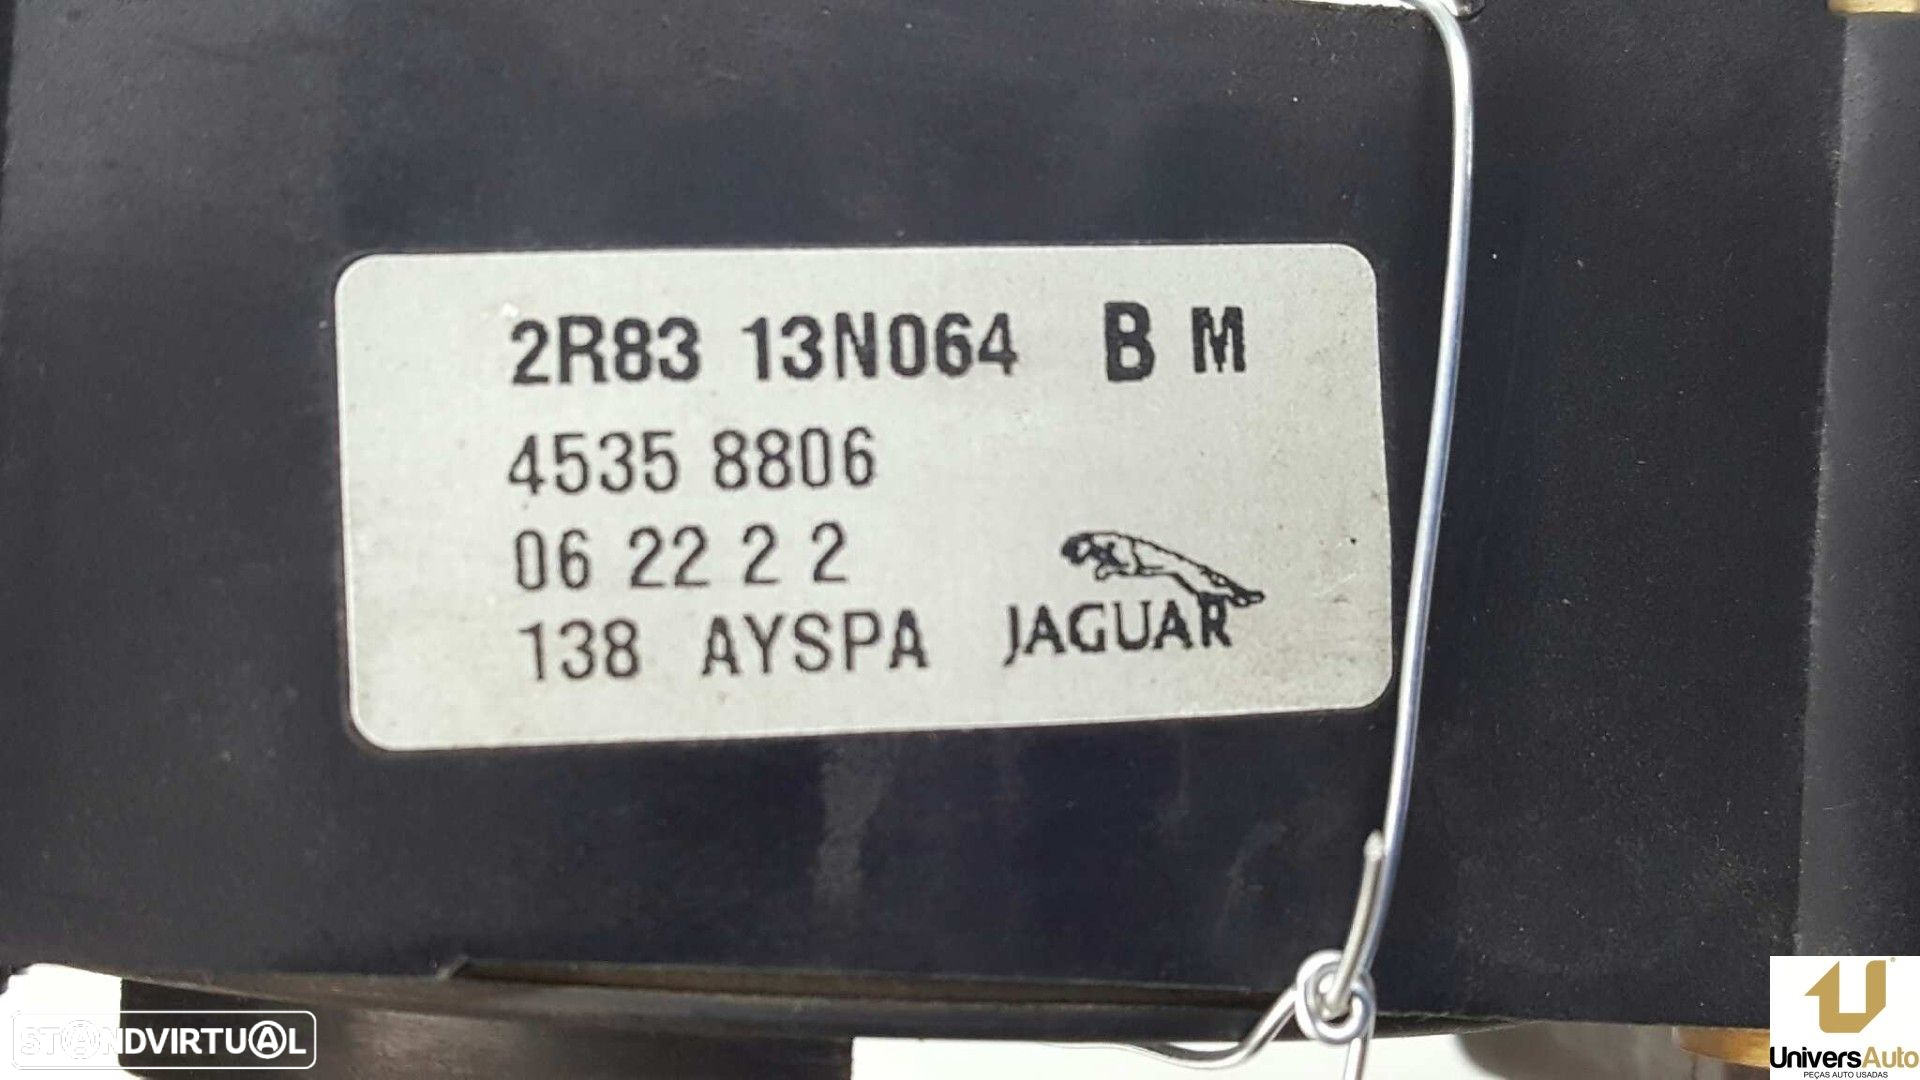 2R83 13N064 B M
4535 8806
06 22 2 2
138 AYSPA JAGUAR
STANDVIRTUAL
UniversAuto
PEÇAS AUTO USADAS